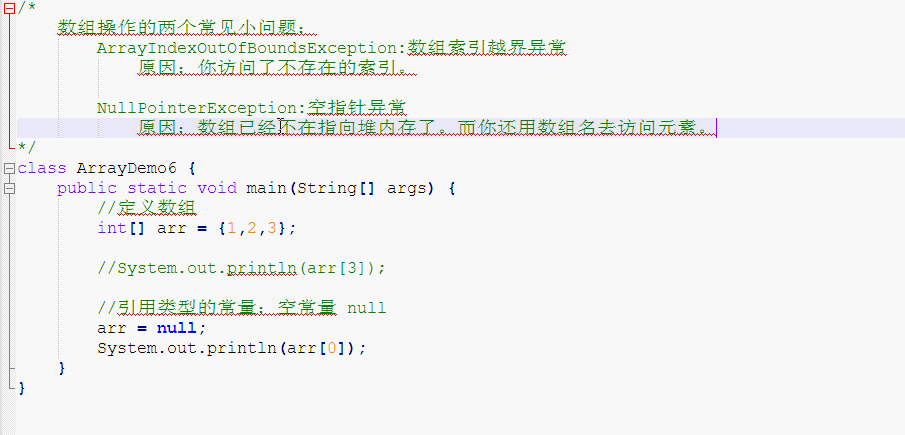 /*
数组操作的两个常见小问题：
ArrayIndexOutOfBoundsException:数组索引越界异常
原因：你访问了不存在的索引。
NullPointerException:空指针异常
原因：数组已经不在指向堆内存了。而你还用数组名去访问元素。
*/
class ArrayDemo6 {
public static void main(String[] args) {
//定义数组
int[] arr = {1,2,3};
//System.out.println(arr[3]);
//引用类型的常量：空常量 null
arr = null;
System.out.println(arr[0]);
}
}